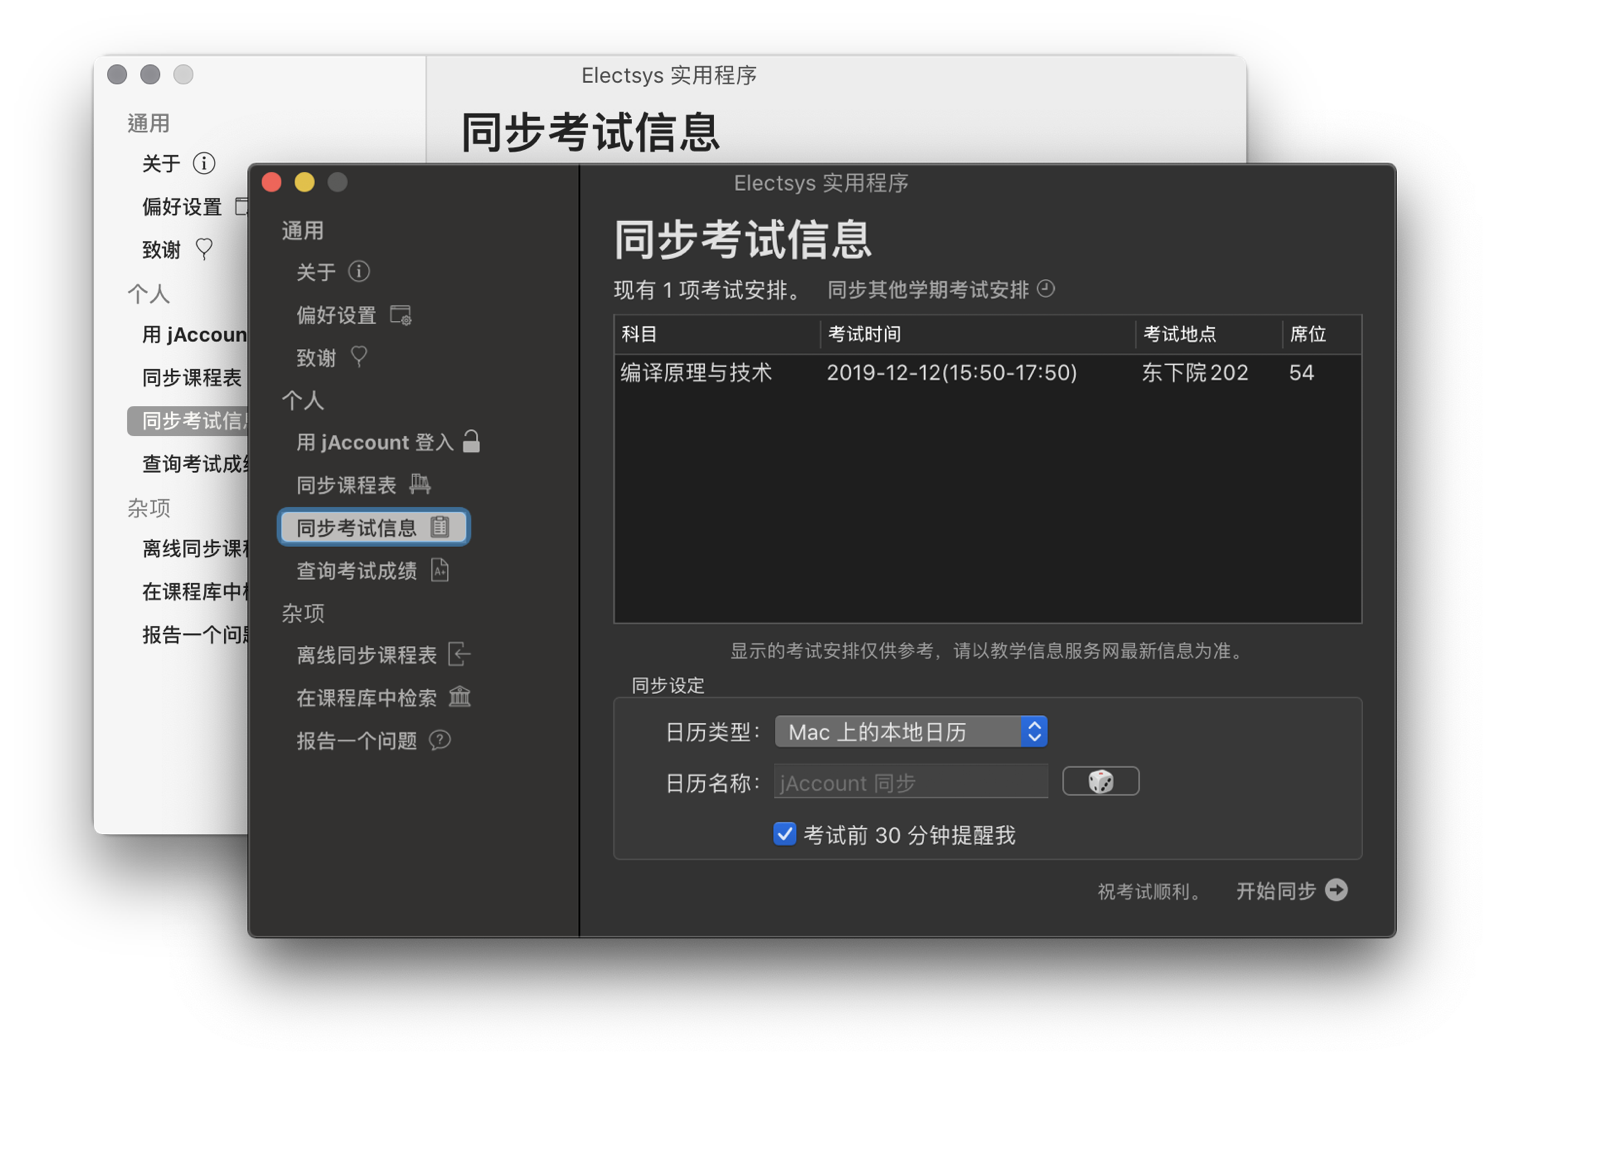 Electsys 实用程序
通用
同步考试信息
关于
偏好设置
致谢
个人
用 jAccoun
同步课程表
同步考试信
查询考试成
杂项
离线同步课
在课程库中
报告一个问
Electsys 实用程序
通用
关于
偏好设置
致谢
个人
用 jAccount 登入
同步课程表
同步考试信息
查询考试成绩
A+
杂项
离线同步课程表
在课程库中检索
报告一个问题
同步考试信息
现有 1 项考试安排。 同步其他学期考试安排
科目 考试时间 考试地点 席位
编译原理与技术 2019-12-12(15:50-17:50) 东下院202 54
显示的考试安排仅供参考，请以教学信息服务网最新信息为准。
同步设定
日历类型： Mac 上的本地日历
日历名称： jAccount 同步
考试前 30 分钟提醒我
祝考试顺利。 开始同步